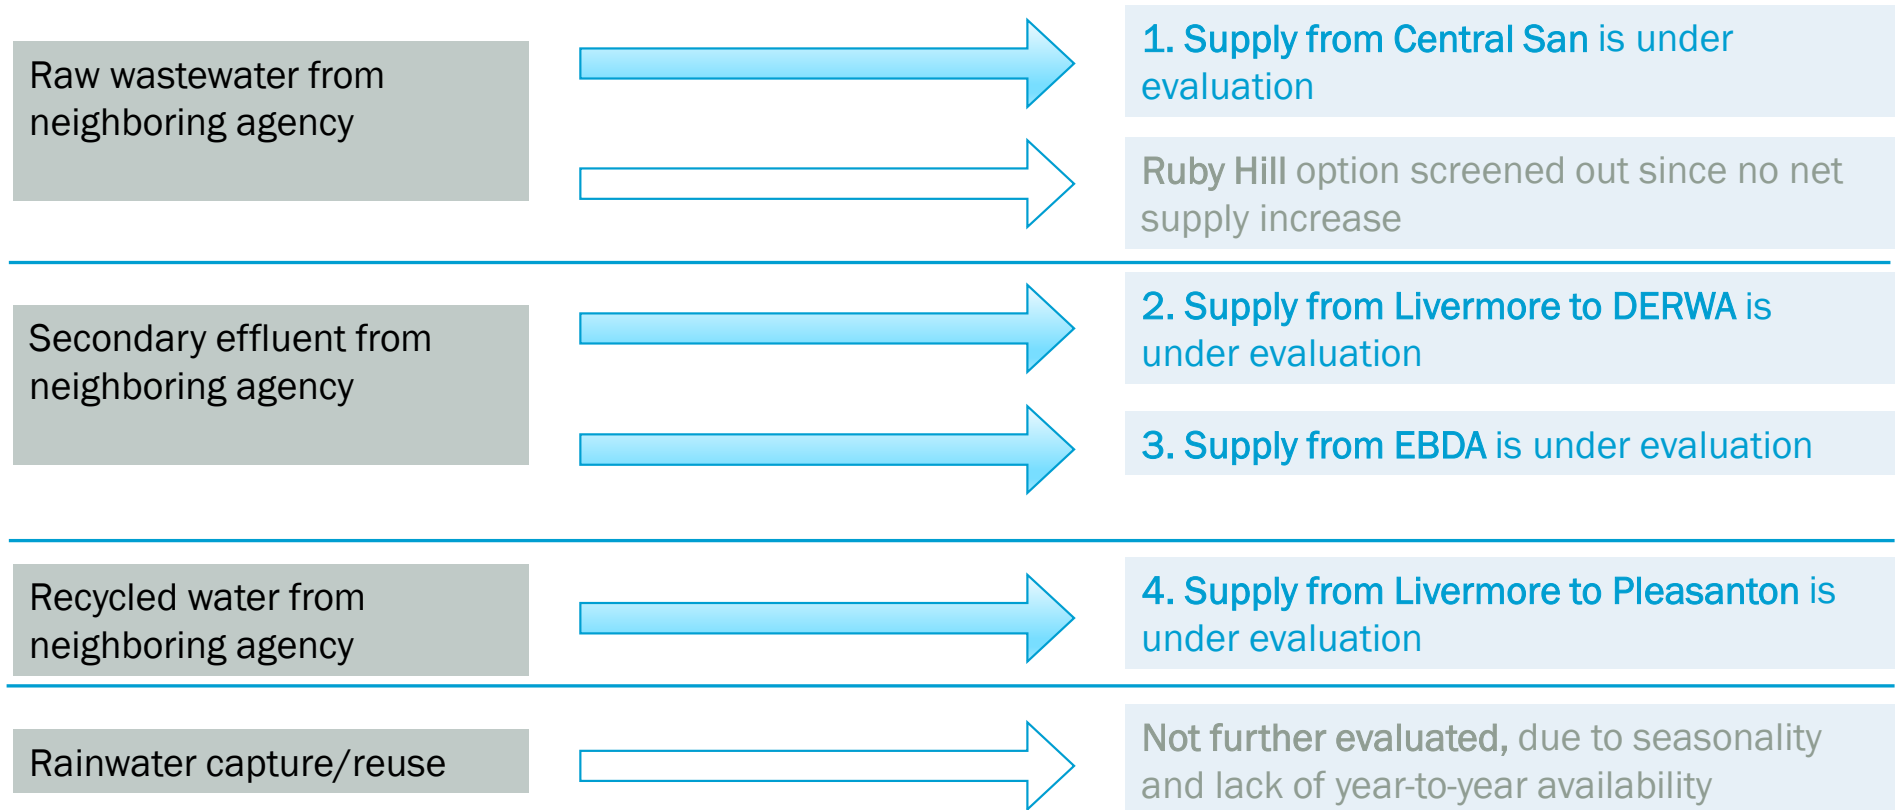 Raw wastewater from
neighboring agency
1. Supply from Central San is under
evaluation
Ruby Hill option screened out since no net
supply increase
Secondary effluent from
neighboring agency
2. Supply from Livermore to DERWA is
under evaluation
3. Supply from EBDA is under evaluation
Recycled water from
neighboring agency
4. Supply from Livermore to Pleasanton is
under evaluation
Rainwater capture/reuse
Not further evaluated, due to seasonality
and lack of year-to-year availability